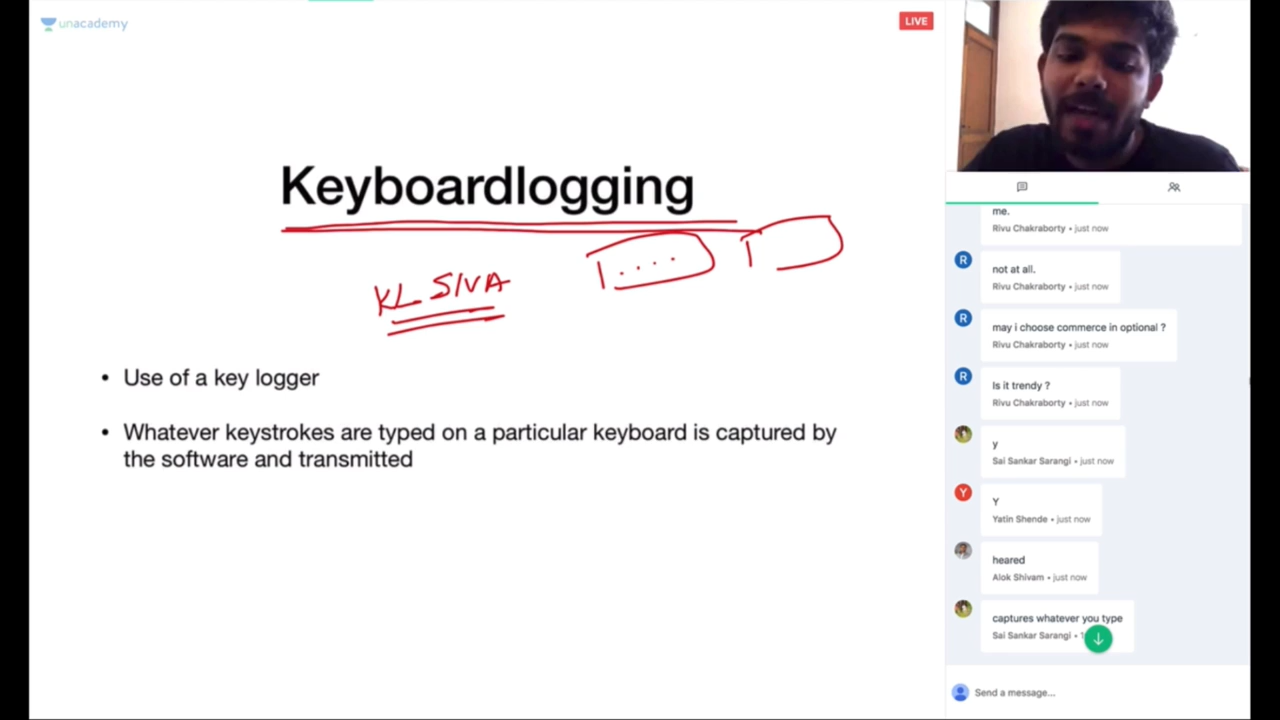 unacademy
LIVE
Keyboardlogging
KL SIVA
• Use of a key logger
• Whatever keystrokes are typed on a particular keyboard is captured by
the software and transmitted
me.
Rivu Chakraborty • just now
R
not at all.
Rivu Chakraborty • just now
R
may i choose commerce in optional ?
Rivu Chakraborty • just now
R
Is it trendy ?
Rivu Chakraborty • just now
y
Sai Sankar Sarangi • just now
Y
Y
Yatin Shende • just now
heared
Alok Shivam • just now
captures whatever you type
Sai Sankar Sarangi •
Send a message...